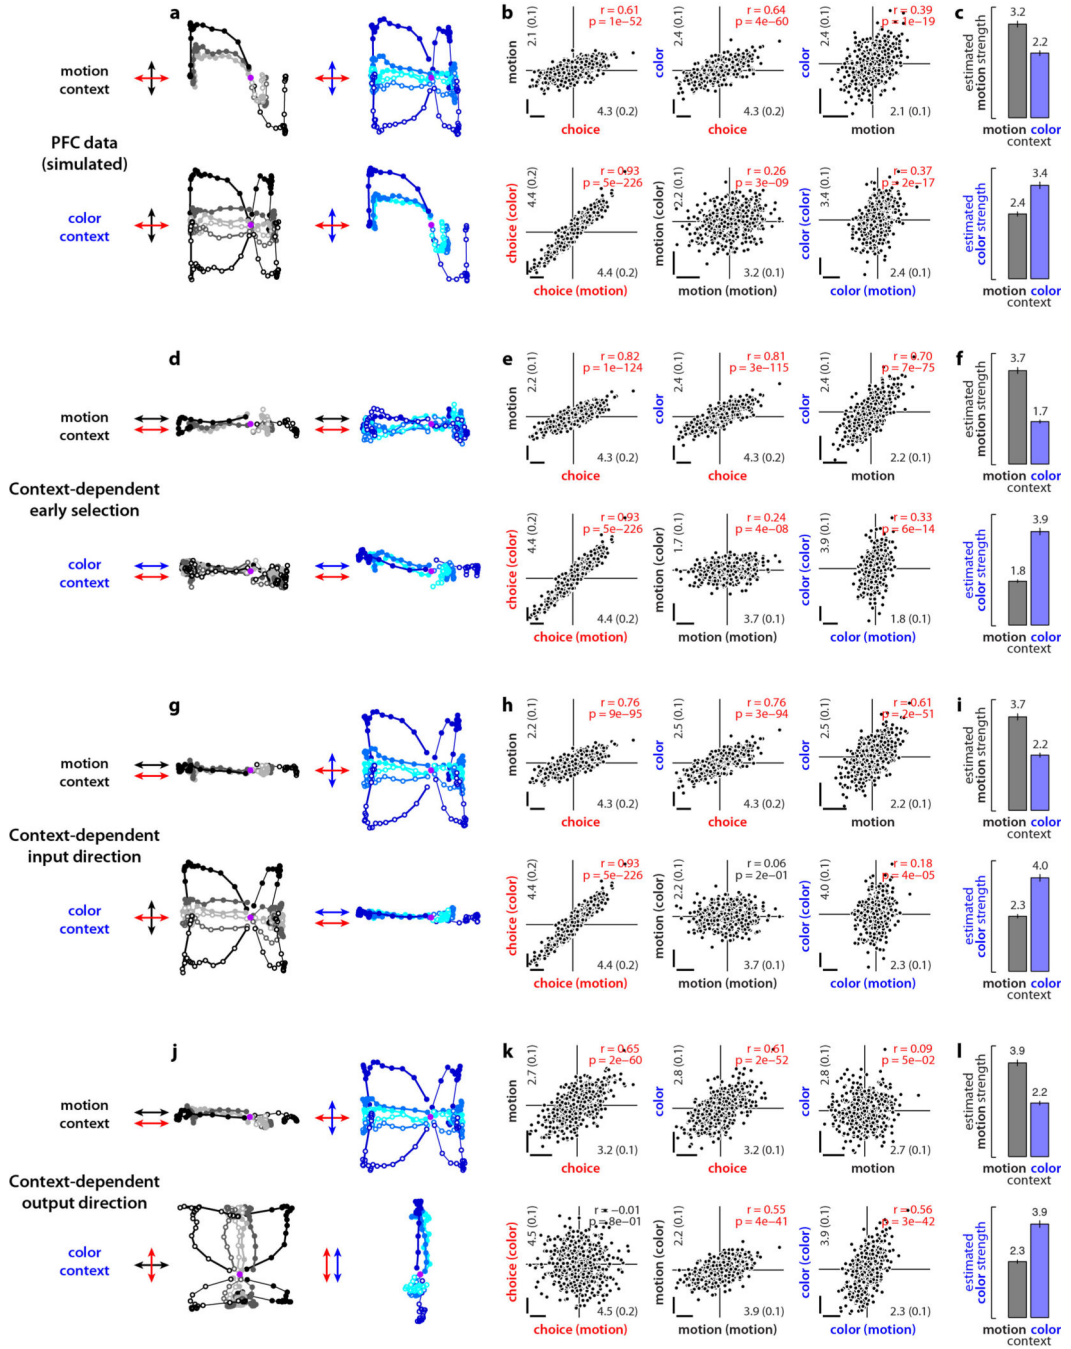 a
b
c
motion
context
PFC data
(simulated)
color
context
motion
2.1 (0.1)
r = 0.61
p = 1e−52
4.3 (0.2)
choice
color
2.4 (0.1)
r = 0.64
p = 4e−60
4.3 (0.2)
choice
color
2.4 (0.1)
r = 0.39
p = 1e−19
2.1 (0.1)
motion
estimated
motion strength
3.2
2.2
motion color
context
choice (color)
4.4 (0.2)
r = 0.93
p = 5e−226
4.4 (0.2)
choice (motion)
motion (color)
2.2 (0.1)
r = 0.26
p = 3e−09
3.2 (0.1)
motion (motion)
color (color)
3.4 (0.1)
r = 0.37
p = 2e−17
2.4 (0.1)
color (motion)
estimated
color strength
2.4
3.4
motion color
context
d
e
f
motion
context
Context-dependent
early selection
color
context
motion
2.2 (0.1)
r = 0.82
p = 1e−124
4.3 (0.2)
choice
color
2.4 (0.1)
r = 0.81
p = 3e−115
4.3 (0.2)
choice
color
2.4 (0.1)
r = 0.70
p = 7e−75
2.2 (0.1)
motion
estimated
motion strength
3.7
1.7
motion color
context
choice (color)
4.4 (0.2)
r = 0.93
p = 5e−226
4.4 (0.2)
choice (motion)
motion (color)
1.7 (0.1)
r = 0.24
p = 4e−08
3.7 (0.1)
motion (motion)
color (color)
3.9 (0.1)
r = 0.33
p = 6e−14
1.8 (0.1)
color (motion)
estimated
color strength
1.8
3.9
motion color
context
g
h
i
motion
context
Context-dependent
input direction
color
context
motion
2.2 (0.1)
r = 0.76
p = 9e−95
4.3 (0.2)
choice
color
2.5 (0.1)
r = 0.76
p = 3e−94
4.3 (0.2)
choice
color
2.5 (0.1)
r = 0.61
p = 2e−51
2.2 (0.1)
motion
estimated
motion strength
3.7
2.2
motion color
context
choice (color)
4.4 (0.2)
r = 0.93
p = 5e−226
4.4 (0.2)
choice (motion)
motion (color)
2.2 (0.1)
r = 0.06
p = 2e−01
3.7 (0.1)
motion (motion)
color (color)
4.0 (0.1)
r = 0.18
p = 4e−05
2.3 (0.1)
color (motion)
estimated
color strength
2.3
4.0
motion color
context
j
k
l
motion
context
Context-dependent
output direction
color
context
motion
2.7 (0.1)
r = 0.65
p = 2e−60
3.2 (0.1)
choice
color
2.8 (0.1)
r = 0.61
p = 2e−52
3.2 (0.1)
choice
color
2.8 (0.1)
r = 0.09
p = 5e−02
2.7 (0.1)
motion
estimated
motion strength
3.9
2.2
motion color
context
choice (color)
4.5 (0.1)
r = −0.01
p = 8e−01
4.5 (0.2)
choice (motion)
motion (color)
2.2 (0.1)
r = 0.55
p = 4e−41
3.9 (0.1)
motion (motion)
color (color)
3.9 (0.1)
r = 0.56
p = 3e−42
2.3 (0.1)
color (motion)
estimated
color strength
2.3
3.9
motion color
context